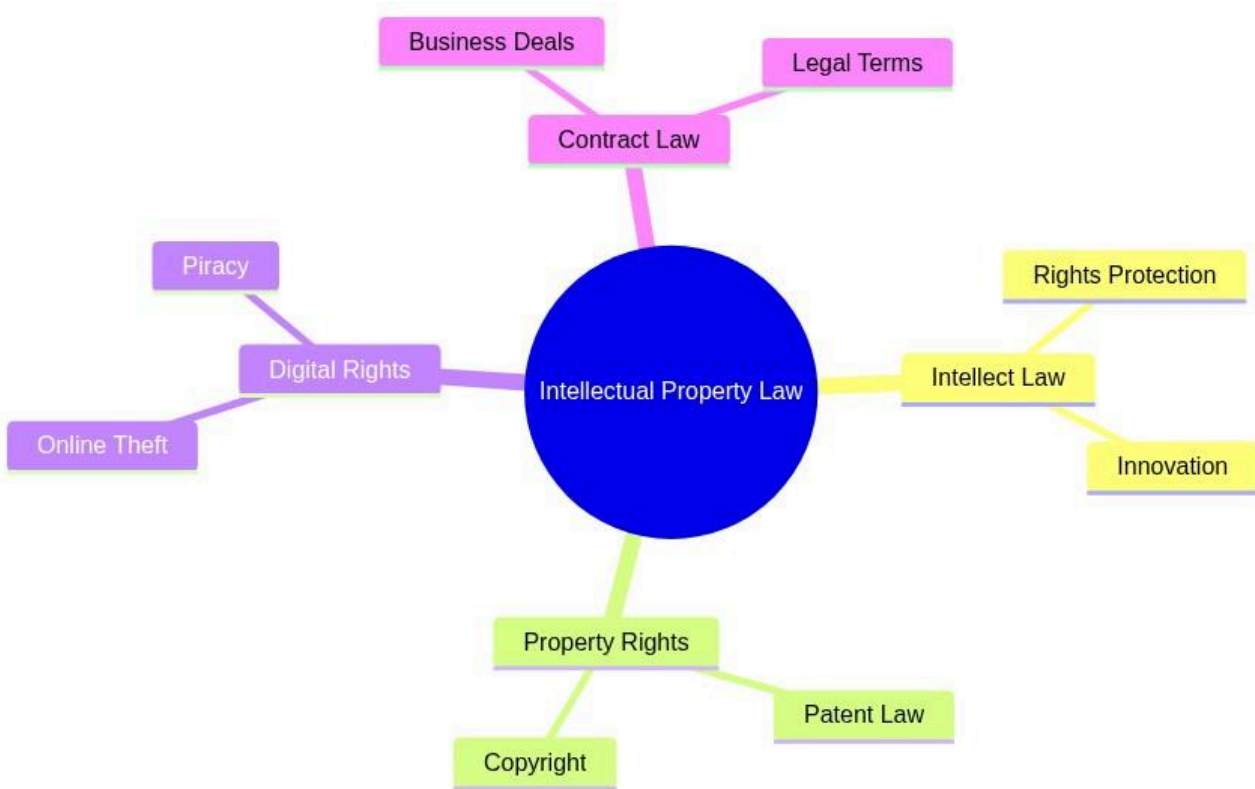 Business Deals
Legal Terms
Contract Law
Piracy
Rights Protection
Digital Rights
Intellect Law
Intellectual Property Law
Online Theft
Innovation
Property Rights
Patent Law
Copyright